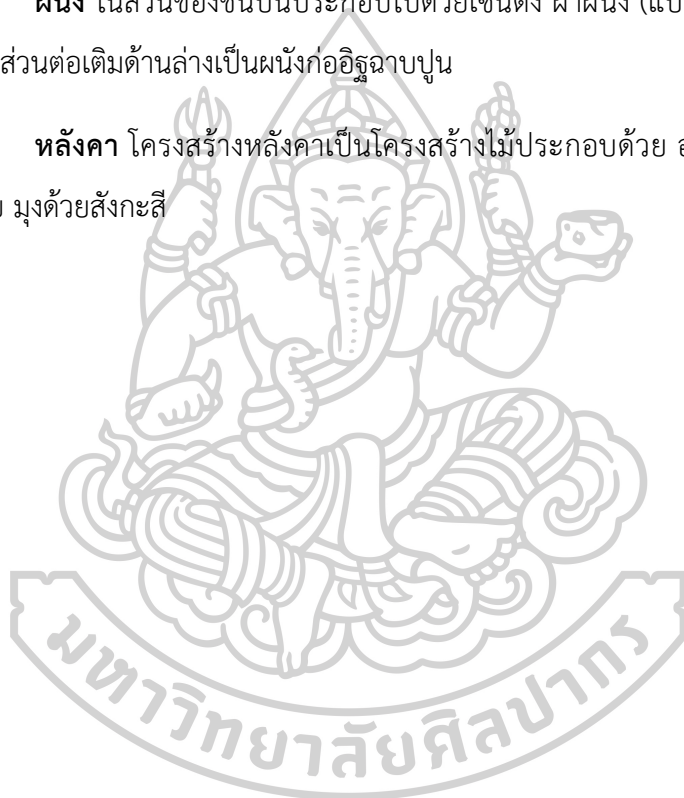 ผนัง ในส่วนของชั้นบนประกอบไปด้วยเซ็นดั้ง ฝาผนัง (แป
ส่วนต่อเติมด้านล่างเป็นผนังก่ออิฐฉาบปูน
หลังคา โครงสร้างหลังคาเป็นโครงสร้างไม้ประกอบด้วย
มุงด้วยสังกะสี
มหาวิทยาลัยศิลปากร